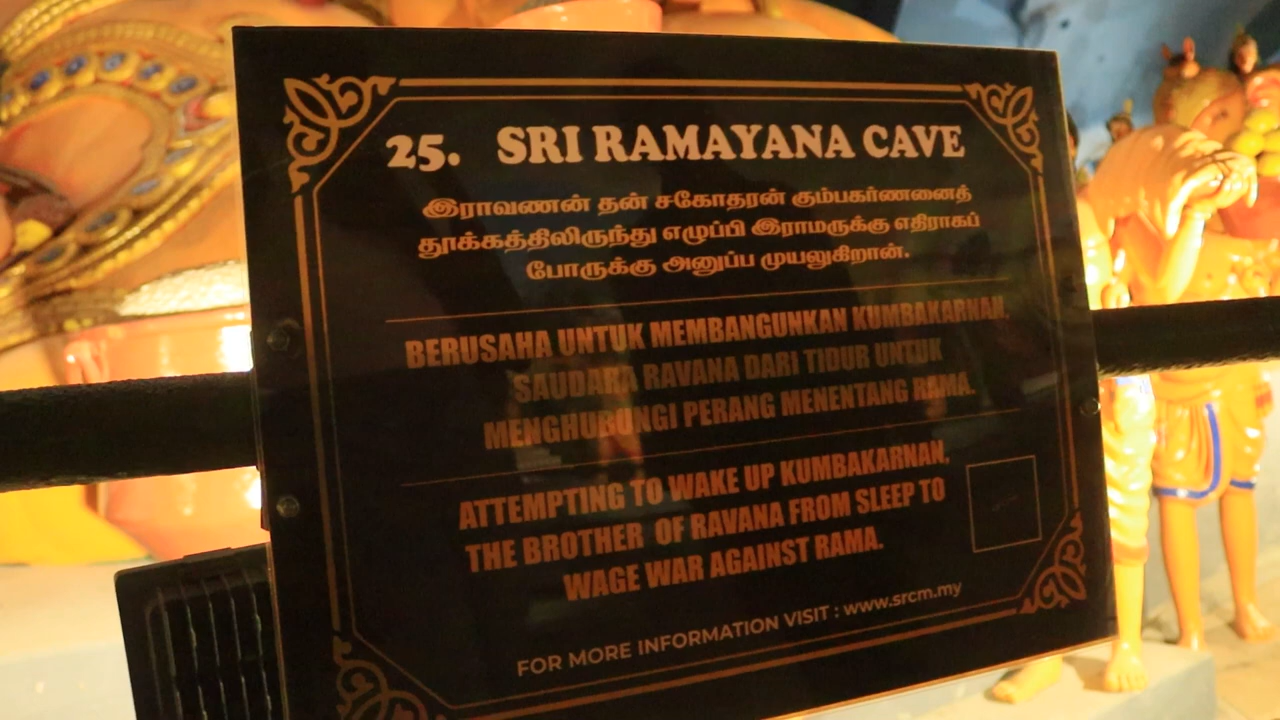 25. SRI RAMAYANA CAVE
இராவணன் தன் சகோதரன் கும்பகர்ணனைத்
தூக்கத்திலிருந்து எழுப்பி இராமருக்கு எதிராகப்
போருக்கு அனுப்ப முயலுகிறான்.
BERUSAHA UNTUK MEMBANGUNKAN KUMBAKARNAN,
SAUDARA RAVANA DARI TIDUR UNTUK
MENGHUBUNGI PERANG MENENTANG RAMA.
ATTEMPTING TO WAKE UP KUMBAKARNAN,
THE BROTHER OF RAVANA FROM SLEEP TO
WAGE WAR AGAINST RAMA.
FOR MORE INFORMATION VISIT : www.srcm.my